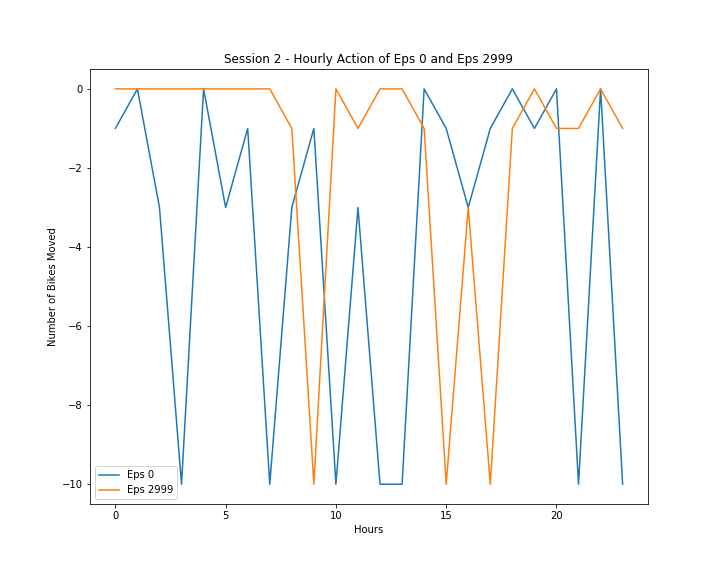 Session 2 - Hourly Action of Eps 0 and Eps 2999
Number of Bikes Moved
0
−2
−4
−6
−8
−10
Eps 0
Eps 2999
0 5 10 15 20
Hours